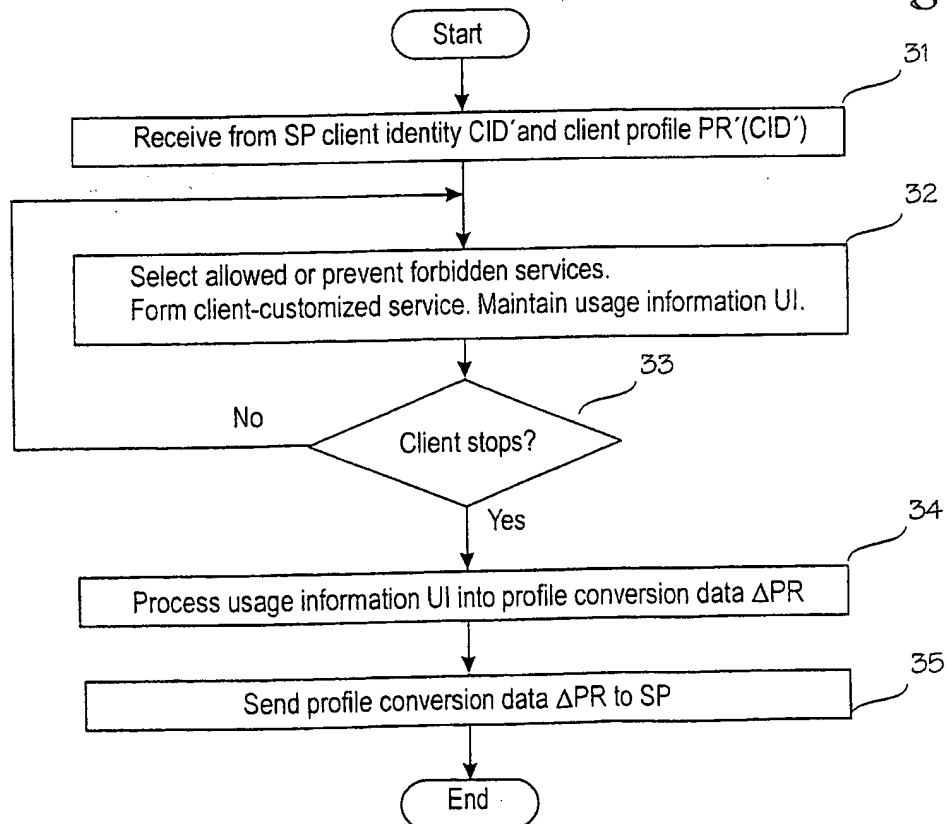 Start
31
Receive from SP client identity CID´ and client profile PR´(CID´)
32
Select allowed or prevent forbidden services.
Form client-customized service. Maintain usage information UI.
33
No
Client stops?
Yes
34
Process usage information UI into profile conversion data ΔPR
35
Send profile conversion data ΔPR to SP
End